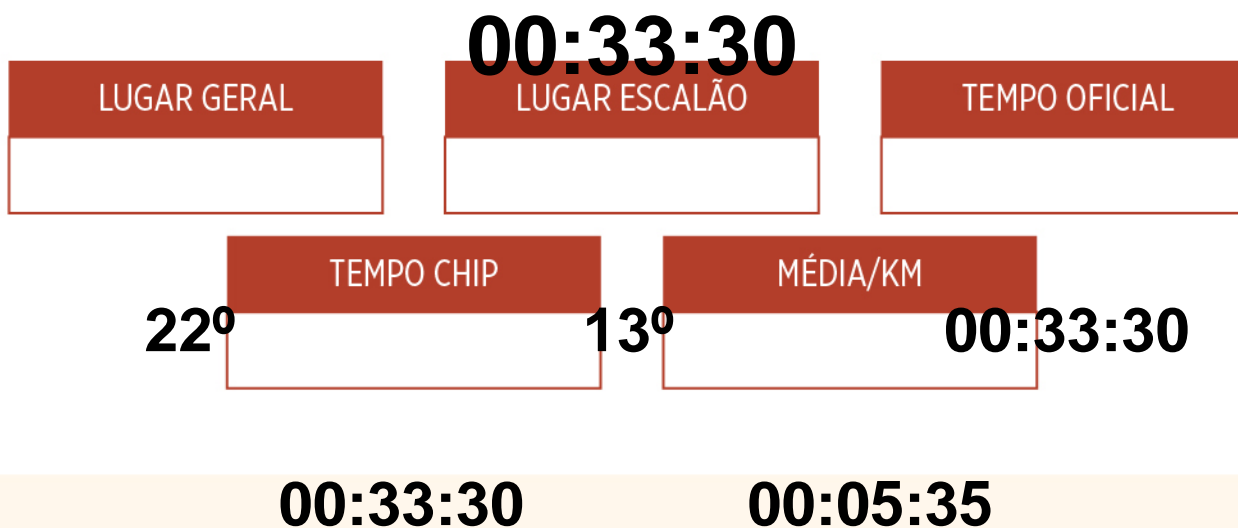 00:33:30
LUGAR GERAL
LUGAR ESCALÃO
TEMPO OFICIAL
TEMPO CHIP
MÉDIA/KM
22º
13º
00:33:30
00:33:30
00:05:35